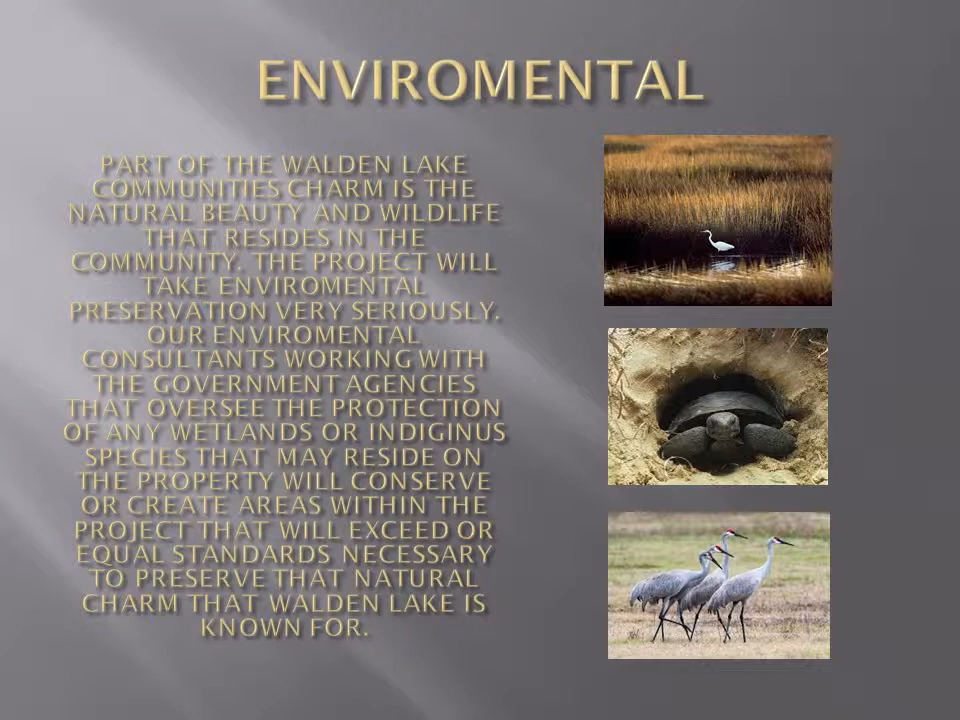 ENVIROMENTAL
PART OF THE WALDEN LAKE
COMMUNITIES CHARM IS THE
NATURAL BEAUTY AND WILDLIFE
THAT RESIDES IN THE
COMMUNITY. THE PROJECT WILL
TAKE ENVIROMENTAL
PRESERVATION VERY SERIOUSLY.
OUR ENVIROMENTAL
CONSULTANTS WORKING WITH
THE GOVERNMENT AGENCIES
THAT OVERSEE THE PROTECTION
OF ANY WETLANDS OR INDIGINUS
SPECIES THAT MAY RESIDE ON
THE PROPERTY WILL CONSERVE
OR CREATE AREAS WITHIN THE
PROJECT THAT WILL EXCEED OR
EQUAL STANDARDS NECESSARY
TO PRESERVE THAT NATURAL
CHARM THAT WALDEN LAKE IS
KNOWN FOR.